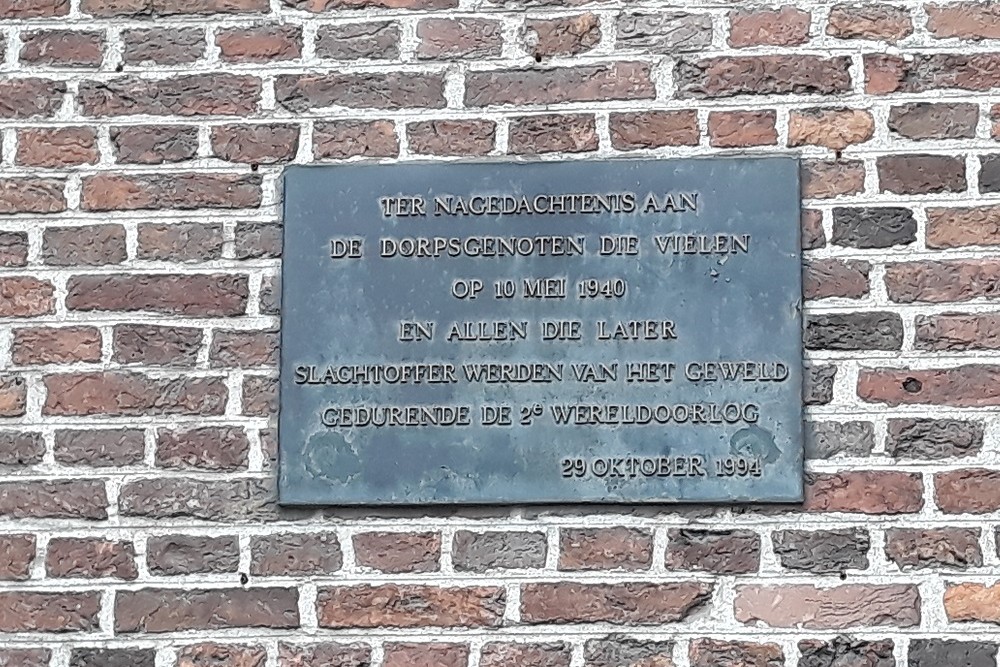 TER NAGEDACHTENIS AAN
DE DORPSGENOTEN DIE VIELEN
OP 10 MEI 1940
EN ALLEN DIE LATER
SLACHTOFFER WERDEN VAN HET GEWELD
GEDURENDE DE 2e WERELDOORLOG
29 OKTOBER 1994